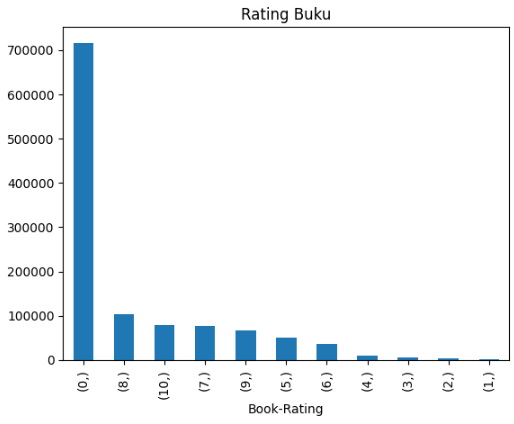 Rating Buku
700000
600000
500000
400000
300000
200000
100000
0
(0,) (8,) (10,) (7,) (9,) (5,) (6,) (4,) (3,) (2,) (1,)
Book-Rating